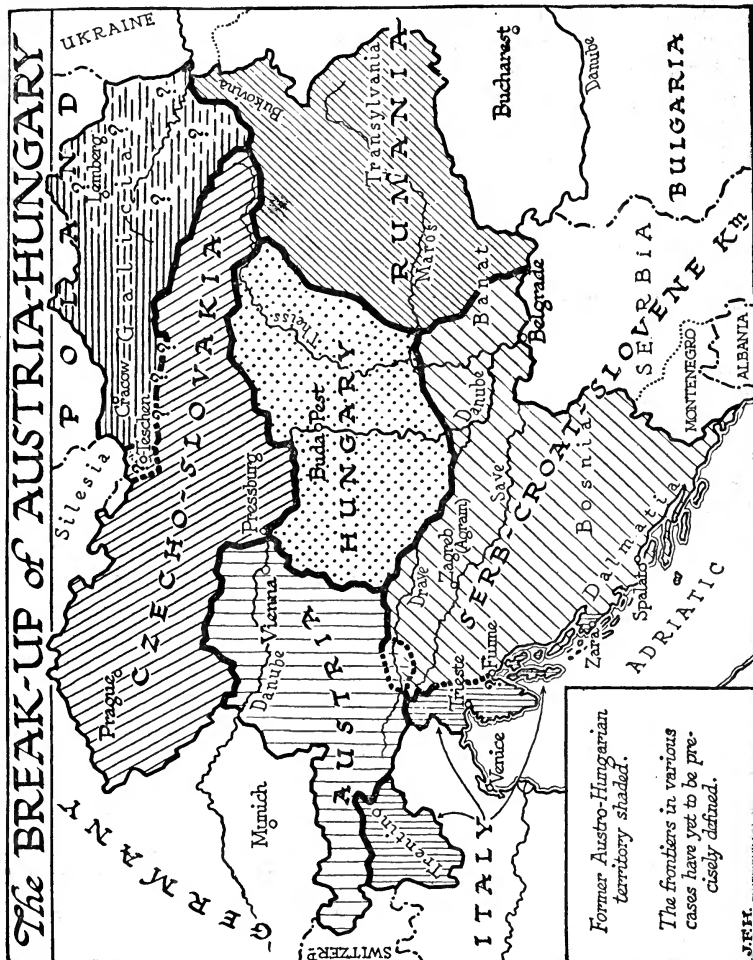 The BREAK-UP of AUSTRIA-HUNGARY
UKRAINE
POLAND
Lemberg
Galizcia
? ? ? ? ? ?
Cracow
Teschen
? ? ? ?
Silesia
GERMANY
Prague
CZECHO-SLOVAKIA
Pressburg
Bukovina
Transylvania
RUMANIA
Maros
Bucharest
Danube
BULGARIA
Theiss
Buda Pest
HUNGARY
Munich
Danube
Vienna
AUSTRIA
SWITZERD
Trentino
ITALY
Venice
Trieste
Fiume
Drave
Zagreb
(Agram)
Save
Danube
Banat
Belgrade
SERB-CROAT-SLOVENE Km
SERBIA
Bosnia
Dalmatia
Zara
Spalato
MONTENEGRO
ALBANIA
ADRIATIC
Former Austro-Hungarian
territory shaded.
The frontiers in various
cases have yet to be pre-
cisely defined.
J.F.H.